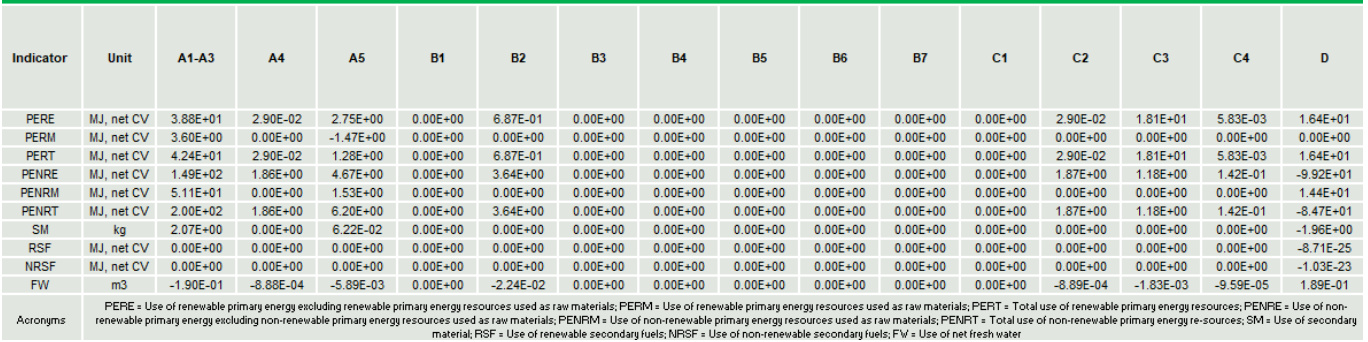 Indicator Unit A1-A3 A4 A5 B1 B2 B3 B4 B5 B6 B7 C1 C2 C3 C4 D
PERE MJ, net CV 3.88E+01 2.90E-02 2.75E+00 0.00E+00 6.87E-01 0.00E+00 0.00E+00 0.00E+00 0.00E+00 0.00E+00 0.00E+00 2.90E-02 1.81E+01 5.83E-03 1.64E+01
PERM MJ, net CV 3.60E+00 0.00E+00 -1.47E+00 0.00E+00 0.00E+00 0.00E+00 0.00E+00 0.00E+00 0.00E+00 0.00E+00 0.00E+00 0.00E+00 0.00E+00 0.00E+00 0.00E+00
PERT MJ, net CV 4.24E+01 2.90E-02 1.28E+00 0.00E+00 6.87E-01 0.00E+00 0.00E+00 0.00E+00 0.00E+00 0.00E+00 0.00E+00 2.90E-02 1.81E+01 5.83E-03 1.64E+01
PENRE MJ, net CV 1.49E+02 1.86E+00 4.67E+00 0.00E+00 3.64E+00 0.00E+00 0.00E+00 0.00E+00 0.00E+00 0.00E+00 0.00E+00 1.87E+00 1.18E+00 1.42E-01 -9.92E+01
PENRM MJ, net CV 5.11E+01 0.00E+00 1.53E+00 0.00E+00 0.00E+00 0.00E+00 0.00E+00 0.00E+00 0.00E+00 0.00E+00 0.00E+00 0.00E+00 0.00E+00 0.00E+00 1.44E+01
PENRT MJ, net CV 2.00E+02 1.86E+00 6.20E+00 0.00E+00 3.64E+00 0.00E+00 0.00E+00 0.00E+00 0.00E+00 0.00E+00 0.00E+00 1.87E+00 1.18E+00 1.42E-01 -8.47E+01
SM kg 2.07E+00 0.00E+00 6.22E-02 0.00E+00 0.00E+00 0.00E+00 0.00E+00 0.00E+00 0.00E+00 0.00E+00 0.00E+00 0.00E+00 0.00E+00 0.00E+00 -1.96E+00
RSF MJ, net CV 0.00E+00 0.00E+00 0.00E+00 0.00E+00 0.00E+00 0.00E+00 0.00E+00 0.00E+00 0.00E+00 0.00E+00 0.00E+00 0.00E+00 0.00E+00 0.00E+00 -8.71E-25
NRSF MJ, net CV 0.00E+00 0.00E+00 0.00E+00 0.00E+00 0.00E+00 0.00E+00 0.00E+00 0.00E+00 0.00E+00 0.00E+00 0.00E+00 0.00E+00 0.00E+00 0.00E+00 -1.03E-23
FW m3 -1.90E-01 -8.88E-04 -5.89E-03 0.00E+00 -2.24E-02 0.00E+00 0.00E+00 0.00E+00 0.00E+00 0.00E+00 0.00E+00 -8.89E-04 -1.83E-03 -9.59E-05 1.89E-01
PERE = Use of renewable primary energy excluding renewable primary energy resources used as raw materials; PERM = Use of renewable primary energy resources used as raw materials; PERT = Total use of renewable primary energy resources; PENRE = Use of non-
Acronyms renewable primary energy excluding non-renewable primary energy resources used as raw materials; PENRM = Use of non-renewable primary energy resources used as raw materials; PENRT = Total use of non-renewable primary energy re-sources; SM = Use of secondary
material; RSF = Use of renewable secondary fuels; NRSF = Use of non-renewable secondary fuels; FW = Use of net fresh water